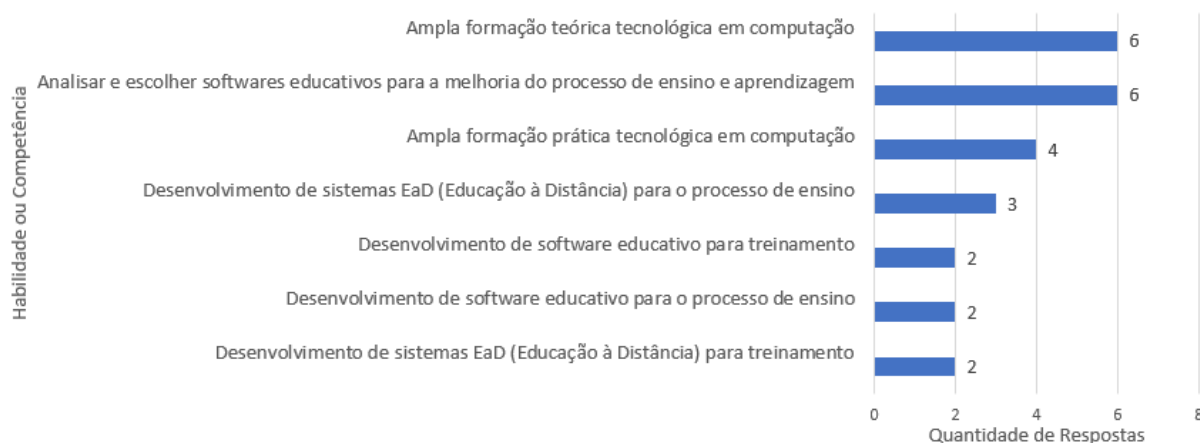 Habilidade ou Competência
Ampla formação teórica tecnológica em computação
6
Analisar e escolher softwares educativos para a melhoria do processo de ensino e aprendizagem
6
Ampla formação prática tecnológica em computação
4
Desenvolvimento de sistemas EaD (Educação à Distância) para o processo de ensino
3
Desenvolvimento de software educativo para treinamento
2
Desenvolvimento de software educativo para o processo de ensino
2
Desenvolvimento de sistemas EaD (Educação à Distância) para treinamento
2
0 2 4 6 8
Quantidade de Respostas